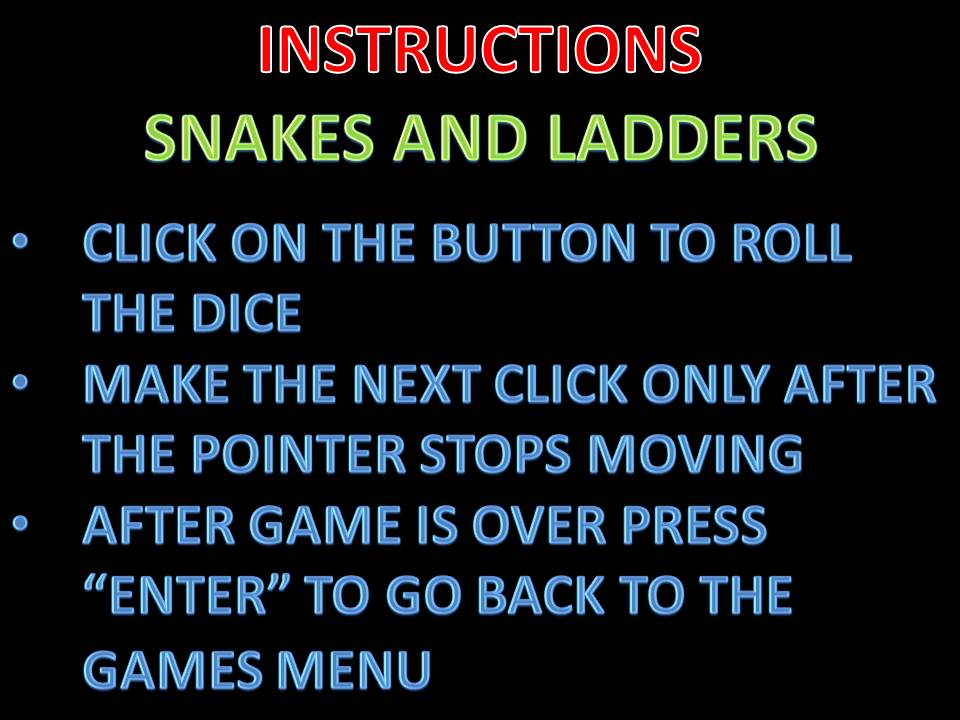 INSTRUCTIONS
SNAKES AND LADDERS
• CLICK ON THE BUTTON TO ROLL
THE DICE
• MAKE THE NEXT CLICK ONLY AFTER
THE POINTER STOPS MOVING
• AFTER GAME IS OVER PRESS
“ENTER” TO GO BACK TO THE
GAMES MENU